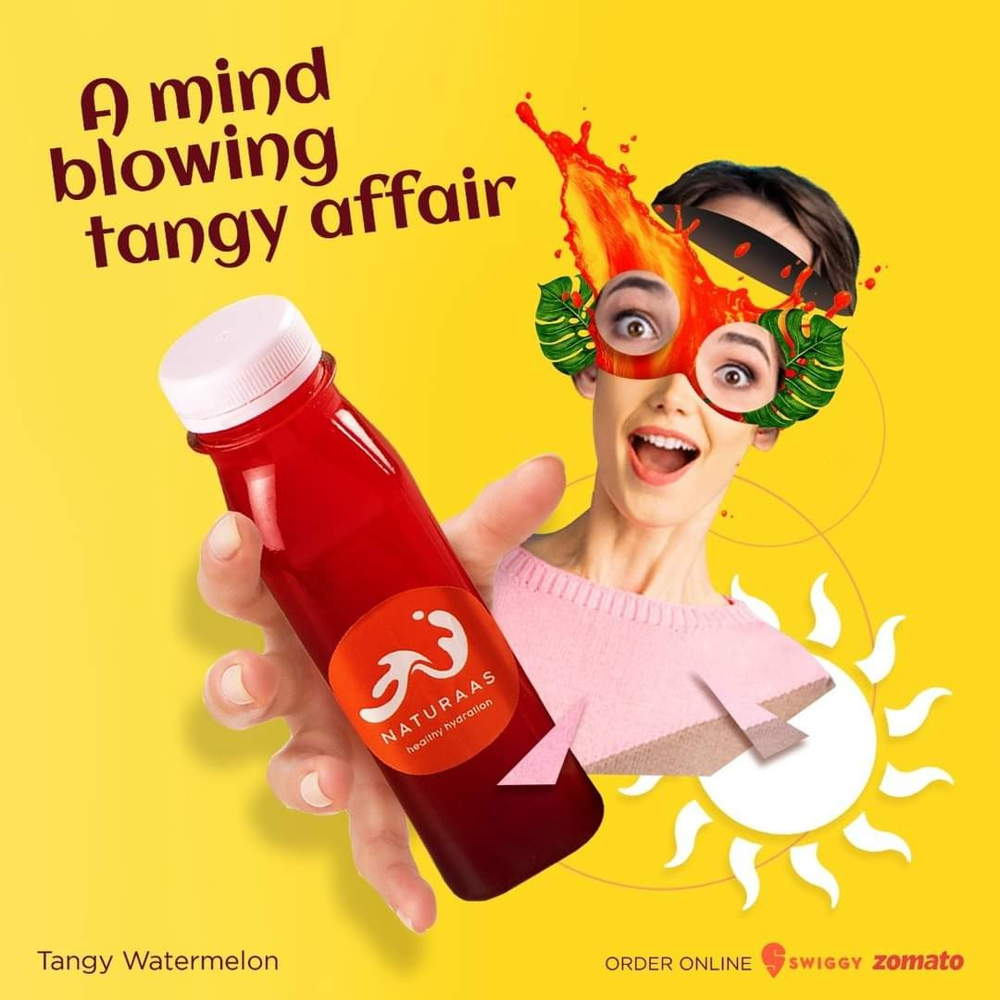 A mind
blowing
tangy affair
NATURAAS
healthy hydration
Tangy Watermelon
ORDER ONLINE SWIGGY zomato